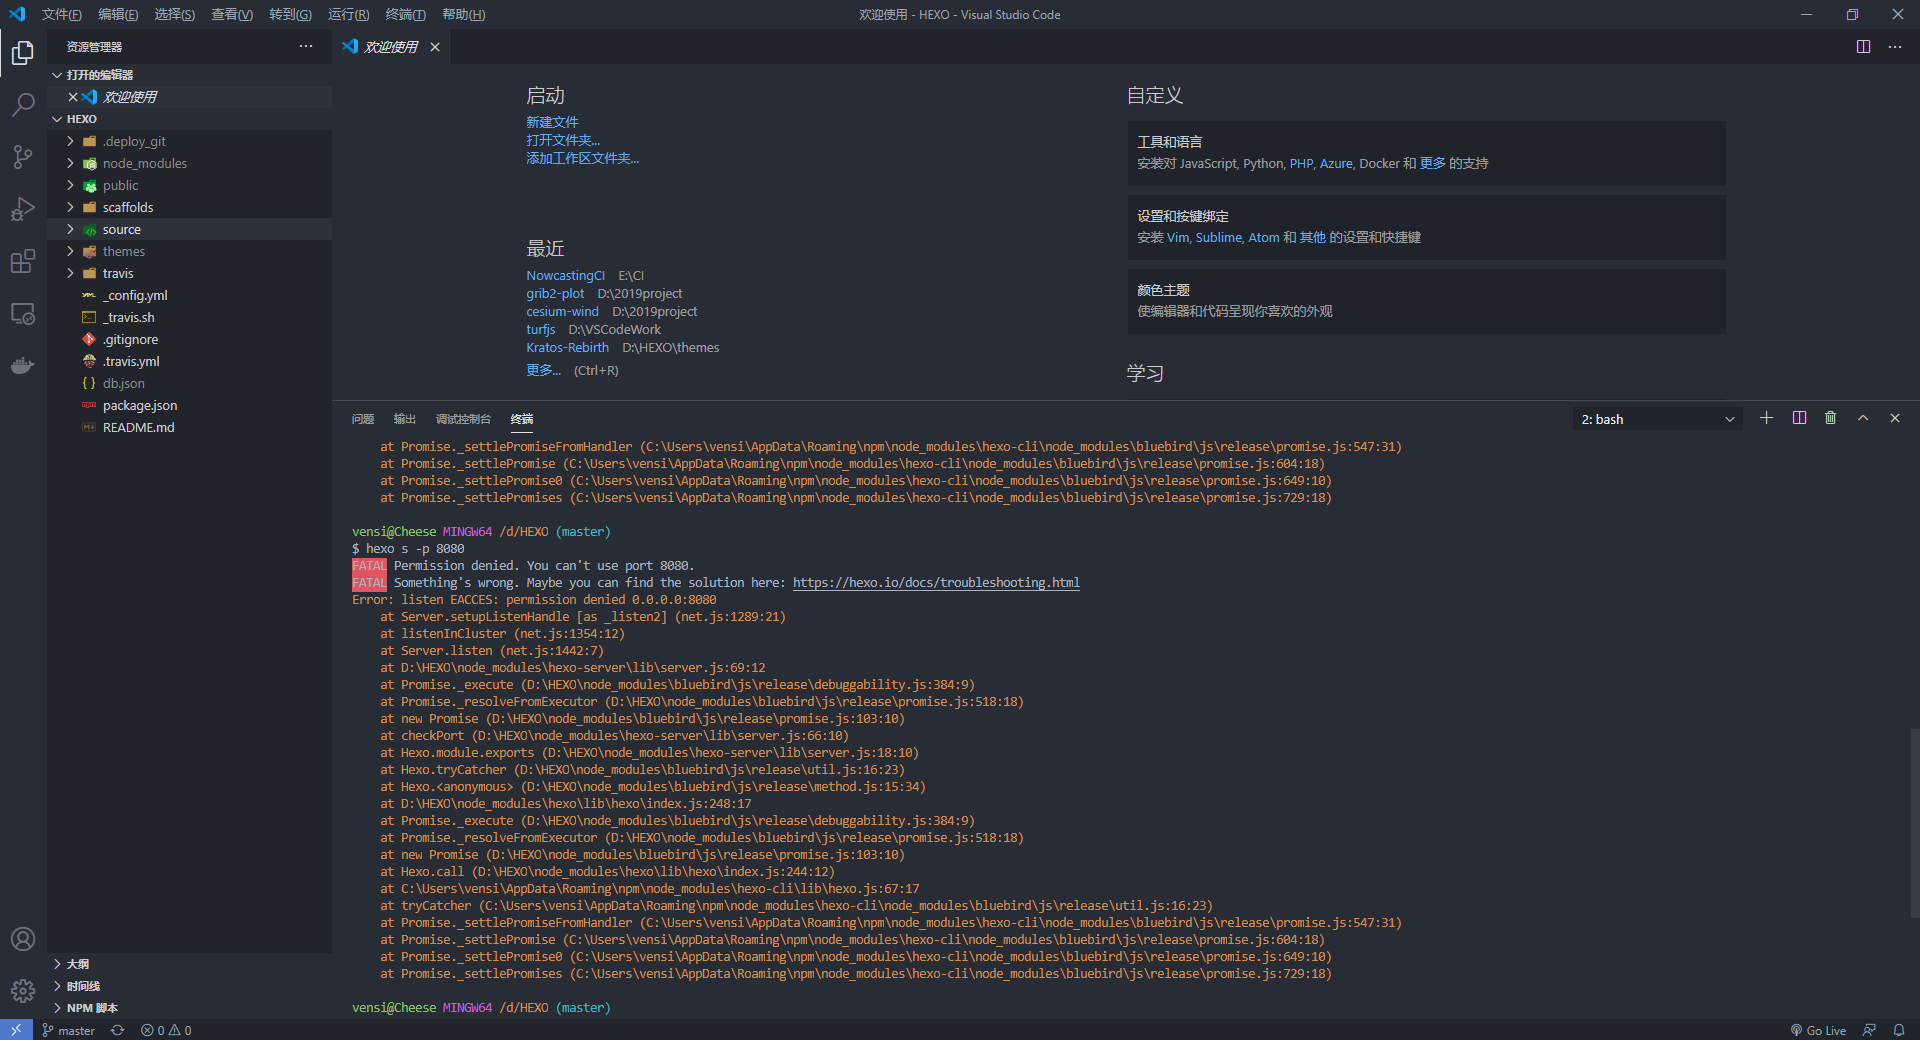 文件(F) 编辑(E) 选择(S) 查看(V) 转到(G) 运行(R) 终端(T) 帮助(H) 欢迎使用 - HEXO - Visual Studio Code
资源管理器
欢迎使用
打开的编辑器
欢迎使用
HEXO
.deploy_git
node_modules
public
scaffolds
source
themes
travis
_config.yml
_travis.sh
.gitignore
.travis.yml
db.json
package.json
README.md
大纲
时间线
NPM 脚本
启动
新建文件
打开文件夹...
添加工作区文件夹...
最近
NowcastingCI E:\CI
grib2-plot D:\2019project
cesium-wind D:\2019project
turfjs D:\VSCodeWork
Kratos-Rebirth D:\HEXO\themes
更多... (Ctrl+R)
自定义
工具和语言
安装对 JavaScript, Python, PHP, Azure, Docker 和 更多 的支持
设置和按键绑定
安装 Vim, Sublime, Atom 和 其他 的设置和快捷键
颜色主题
使编辑器和代码呈现你喜欢的外观
学习
问题 输出 调试控制台 终端 2: bash
at Promise._settlePromiseFromHandler (C:\Users\vensi\AppData\Roaming\npm\node_modules\hexo-cli\node_modules\bluebird\js\release\promise.js:547:31)
at Promise._settlePromise (C:\Users\vensi\AppData\Roaming\npm\node_modules\hexo-cli\node_modules\bluebird\js\release\promise.js:604:18)
at Promise._settlePromise0 (C:\Users\vensi\AppData\Roaming\npm\node_modules\hexo-cli\node_modules\bluebird\js\release\promise.js:649:10)
at Promise._settlePromises (C:\Users\vensi\AppData\Roaming\npm\node_modules\hexo-cli\node_modules\bluebird\js\release\promise.js:729:18)
vensi@Cheese MINGW64 /d/HEXO (master)
$ hexo s -p 8080
FATAL Permission denied. You can't use port 8080.
FATAL Something's wrong. Maybe you can find the solution here: https://hexo.io/docs/troubleshooting.html
Error: listen EACCES: permission denied 0.0.0.0:8080
at Server.setupListenHandle [as _listen2] (net.js:1289:21)
at listenInCluster (net.js:1354:12)
at Server.listen (net.js:1442:7)
at D:\HEXO\node_modules\hexo-server\lib\server.js:69:12
at Promise._execute (D:\HEXO\node_modules\bluebird\js\release\debuggability.js:384:9)
at Promise._resolveFromExecutor (D:\HEXO\node_modules\bluebird\js\release\promise.js:518:18)
at new Promise (D:\HEXO\node_modules\bluebird\js\release\promise.js:103:10)
at checkPort (D:\HEXO\node_modules\hexo-server\lib\server.js:66:10)
at Hexo.module.exports (D:\HEXO\node_modules\hexo-server\lib\server.js:18:10)
at Hexo.tryCatcher (D:\HEXO\node_modules\bluebird\js\release\util.js:16:23)
at Hexo.<anonymous> (D:\HEXO\node_modules\bluebird\js\release\method.js:15:34)
at D:\HEXO\node_modules\hexo\lib\hexo\index.js:248:17
at Promise._execute (D:\HEXO\node_modules\bluebird\js\release\debuggability.js:384:9)
at Promise._resolveFromExecutor (D:\HEXO\node_modules\bluebird\js\release\promise.js:518:18)
at new Promise (D:\HEXO\node_modules\bluebird\js\release\promise.js:103:10)
at Hexo.call (D:\HEXO\node_modules\hexo\lib\hexo\index.js:244:12)
at C:\Users\vensi\AppData\Roaming\npm\node_modules\hexo-cli\lib\hexo.js:67:17
at tryCatcher (C:\Users\vensi\AppData\Roaming\npm\node_modules\hexo-cli\node_modules\bluebird\js\release\util.js:16:23)
at Promise._settlePromiseFromHandler (C:\Users\vensi\AppData\Roaming\npm\node_modules\hexo-cli\node_modules\bluebird\js\release\promise.js:547:31)
at Promise._settlePromise (C:\Users\vensi\AppData\Roaming\npm\node_modules\hexo-cli\node_modules\bluebird\js\release\promise.js:604:18)
at Promise._settlePromise0 (C:\Users\vensi\AppData\Roaming\npm\node_modules\hexo-cli\node_modules\bluebird\js\release\promise.js:649:10)
at Promise._settlePromises (C:\Users\vensi\AppData\Roaming\npm\node_modules\hexo-cli\node_modules\bluebird\js\release\promise.js:729:18)
vensi@Cheese MINGW64 /d/HEXO (master)
master 0 0 Go Live